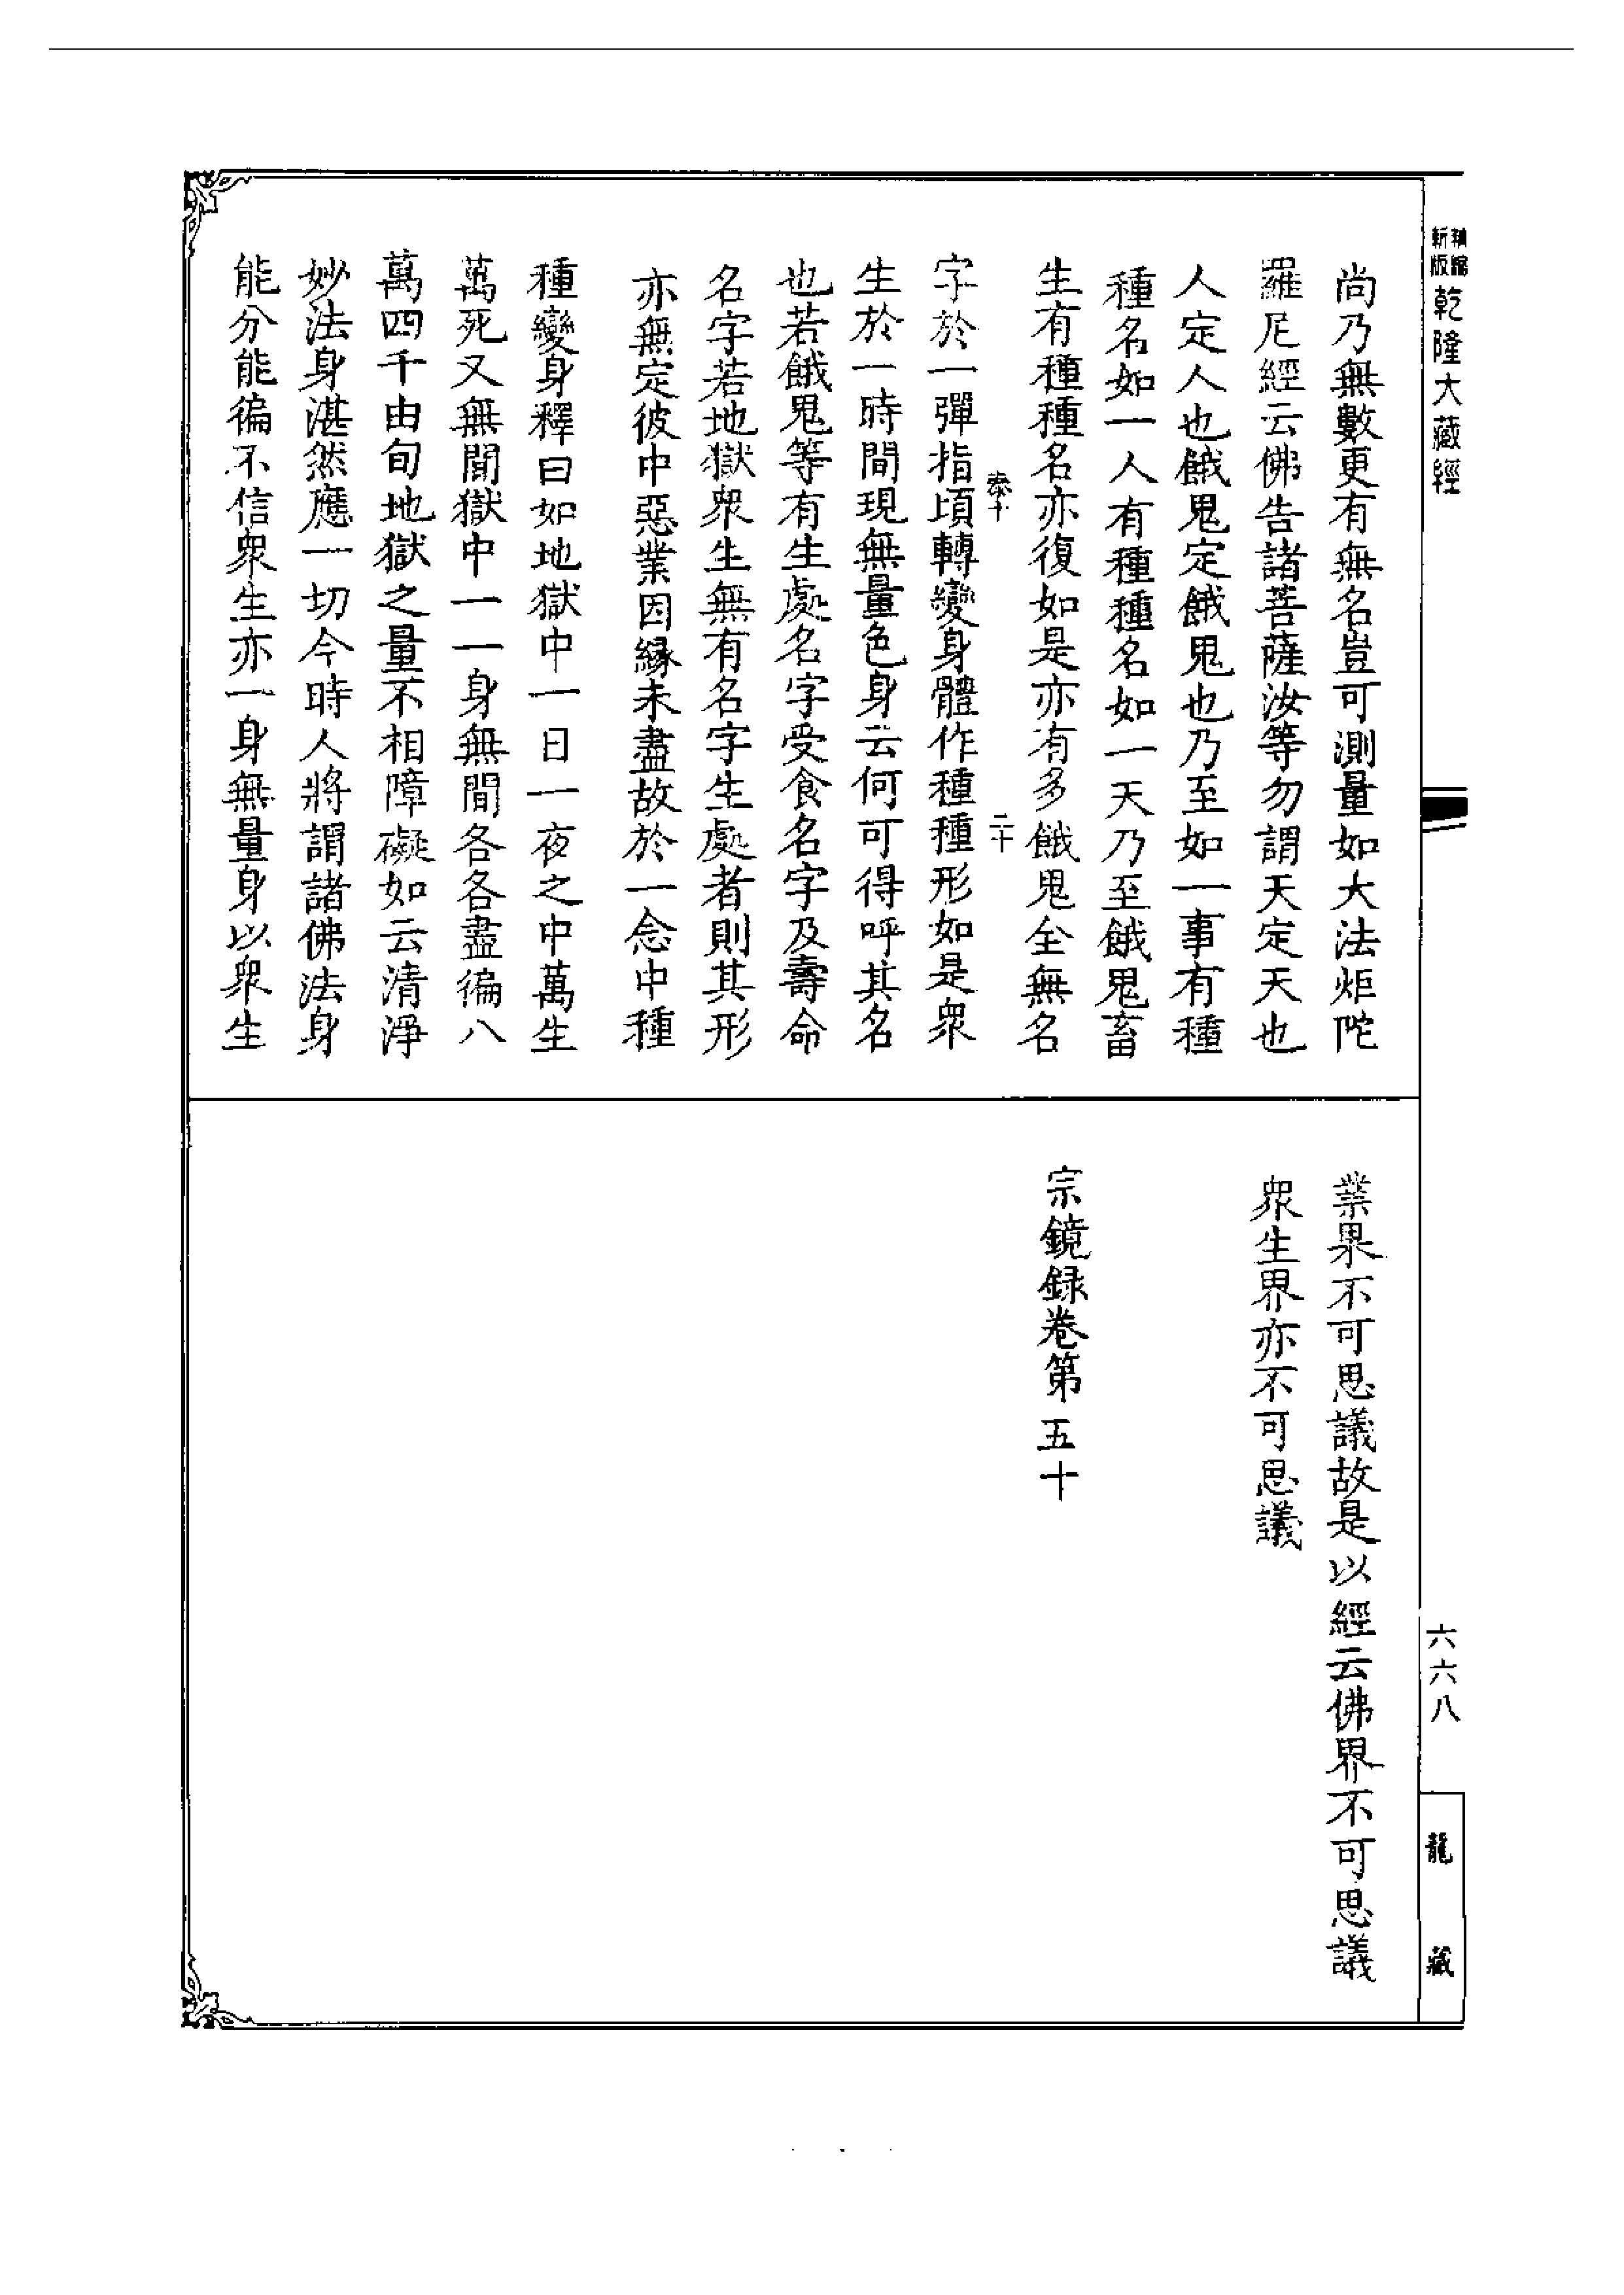 新版精縮乾隆大藏經
尚乃無數更有無名豈可測量如大法炬陀
羅尼經云佛告諸菩薩汝等勿謂天定天也
人定人也餓鬼定餓鬼也乃至如一事有種
種名如一人有種種名如一天乃至餓鬼畜
生有種種名亦復如是亦有多餓鬼全無名
字於一彈指頃轉變身體作種種形如是衆
生於一時間現無量色身云何可得呼其名
也若餓鬼等有生處名字受食名字及壽命
名字若地獄衆生無有名字生處者則其形
亦無定彼中惡業因緣未盡故於一念中種
種變身釋曰如地獄中一日一夜之中萬生
萬死又無間獄中一一身無間各各盡徧八
萬四千由旬地獄之量不相障礙如云清淨
妙法身湛然應一切今時人將謂諸佛法身
能分能徧不信衆生亦一身無量身以衆生
業果不可思議故是以經云佛界不可思議
衆生界亦不可思議
宗鏡録卷第五十
二十
六六八
龍藏